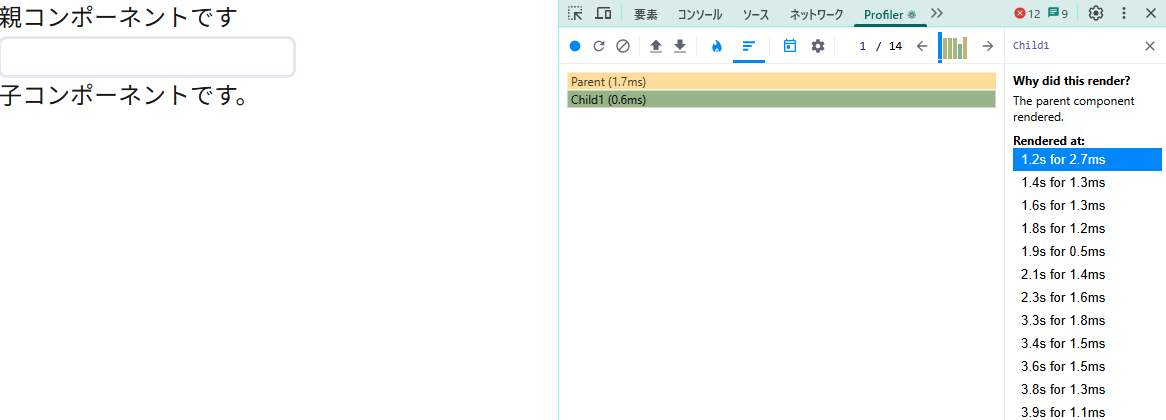 親コンポーネントです
子コンポーネントです。
要素 コンソール ソース ネットワーク Profiler 12 9
1 / 14
Child1
Parent (1.7ms)
Child1 (0.6ms)
Why did this render?
The parent component
rendered.
Rendered at:
1.2s for 2.7ms
1.4s for 1.3ms
1.6s for 1.3ms
1.8s for 1.2ms
1.9s for 0.5ms
2.1s for 1.4ms
2.3s for 1.6ms
3.3s for 1.8ms
3.4s for 1.5ms
3.6s for 1.5ms
3.8s for 1.3ms
3.9s for 1.1ms